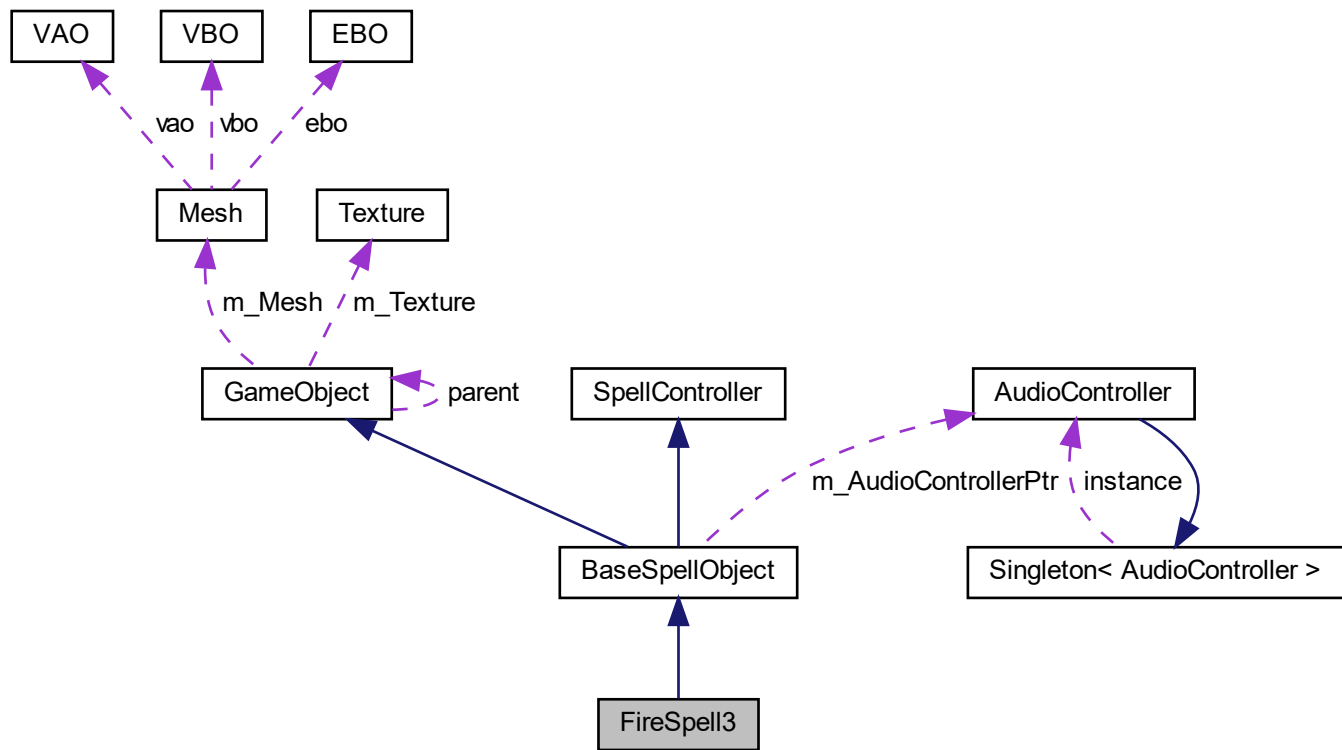 VAO
VBO
EBO
vao
vbo
ebo
Mesh
Texture
m_Mesh
m_Texture
GameObject
parent
SpellController
AudioController
m_AudioControllerPtr
instance
BaseSpellObject
Singleton< AudioController >
FireSpell3